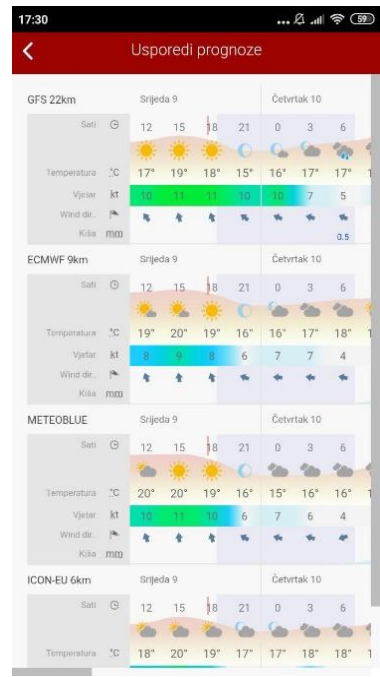 17:30
... 59
Usporedi prognoze
GFS 22km Srijeda 9 Četvrtak 10
Sati 12 15 18 21 0 3 6
Temperatura °C 17° 19° 18° 15° 16° 17° 17°
Vjetar kt 10 11 11 10 10 7 5
Wind dir..
Kiša mm 0.5
ECMWF 9km Srijeda 9 Četvrtak 10
Sati 12 15 18 21 0 3 6
Temperatura °C 19° 20° 19° 16° 16° 17° 18°
Vjetar kt 8 9 8 6 7 7 4
Wind dir..
Kiša mm
METEOBLUE Srijeda 9 Četvrtak 10
Sati 12 15 18 21 0 3 6
Temperatura °C 20° 20° 19° 16° 15° 16° 16°
Vjetar kt 10 11 10 6 7 6 4
Wind dir..
Kiša mm
ICON-EU 6km Srijeda 9 Četvrtak 10
Sati 12 15 18 21 0 3 6
Temperatura °C 18° 20° 19° 17° 17° 18° 18°